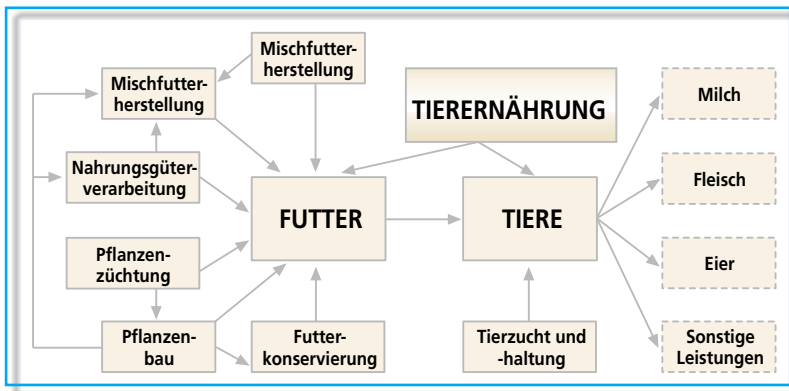 Mischfutter-
herstellung
Mischfutter-
herstellung
TIERERNÄHRUNG
Milch
Nahrungsgüter-
verarbeitung
FUTTER
TIERE
Fleisch
Pflanzen-
züchtung
Eier
Pflanzen-
bau
Futter-
konservierung
Tierzucht und
-haltung
Sonstige
Leistungen